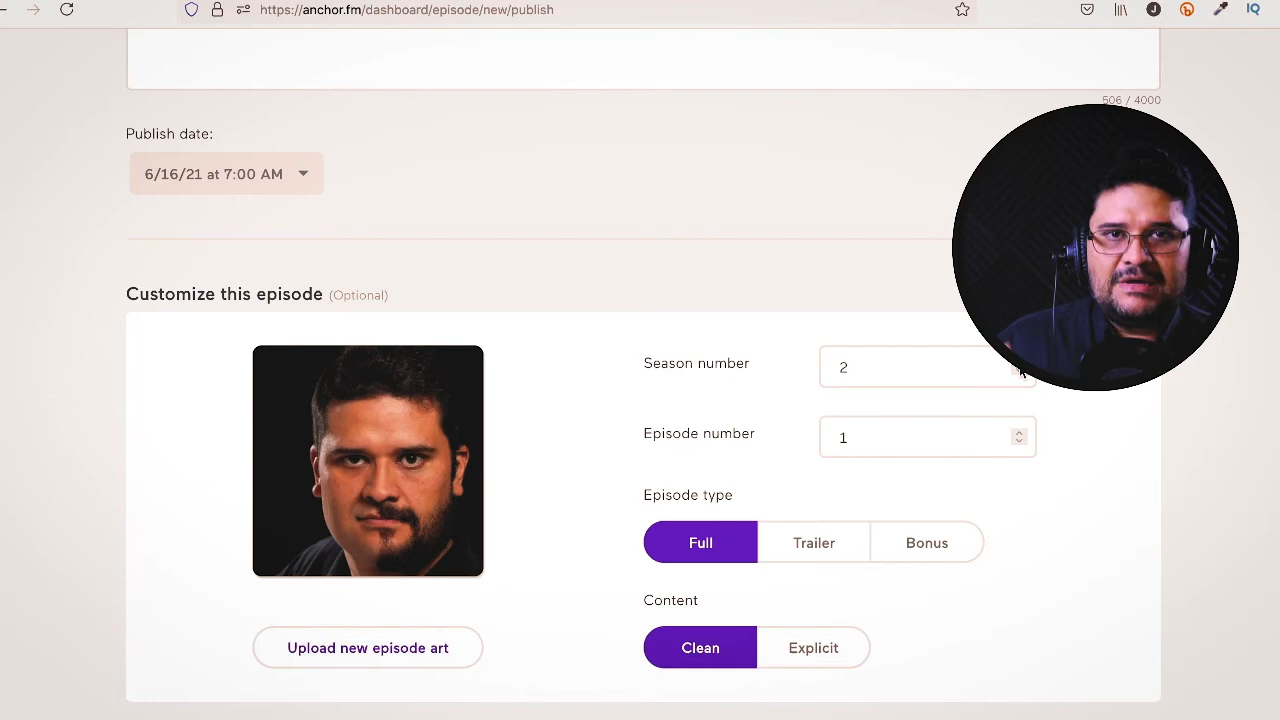 https://anchor.fm/dashboard/episode/new/publish
506 / 4000
Publish date:
6/16/21 at 7:00 AM
Customize this episode (Optional)
Season number
2
Episode number
1
Episode type
Full Trailer Bonus
Content
Upload new episode art
Clean Explicit